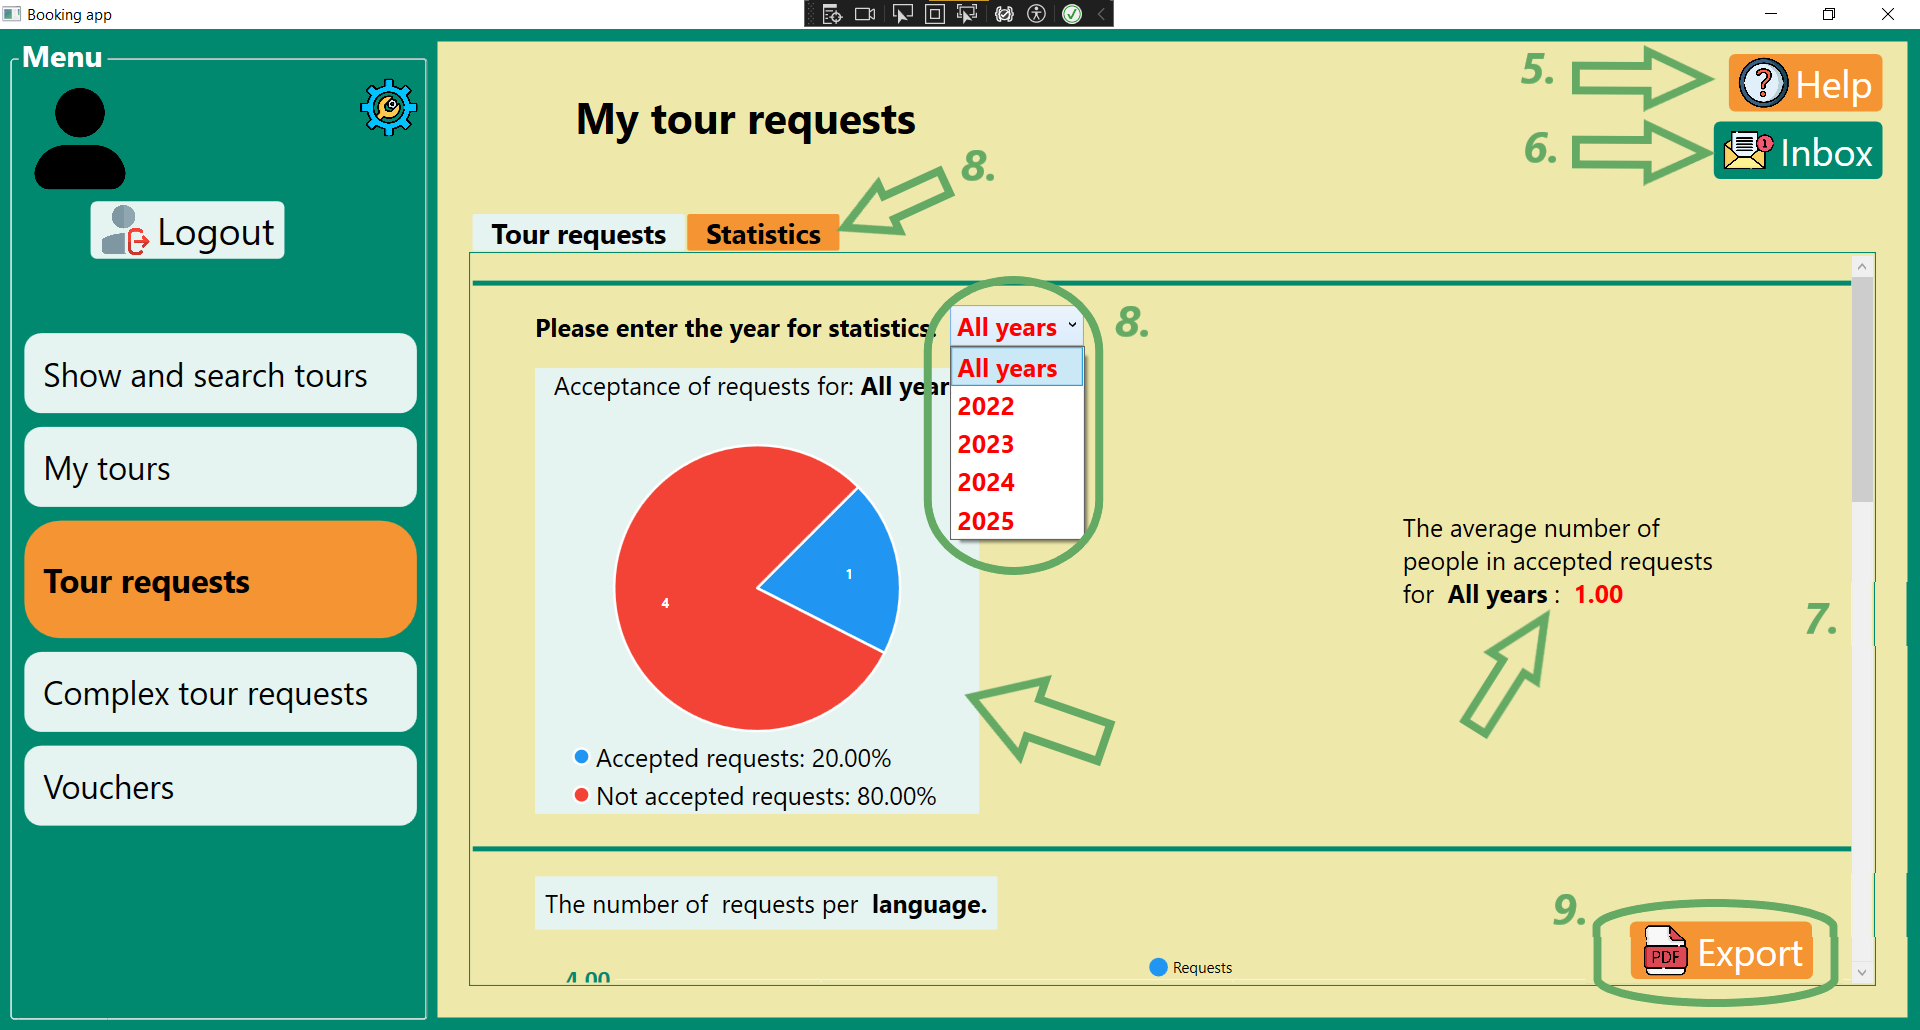 Booking app
Menu
Logout
Show and search tours
My tours
Tour requests
Complex tour requests
Vouchers
My tour requests
5.
Help
6.
1
Inbox
8.
Tour requests
Statistics
Please enter the year for statistics:
All years
8.
All years
2022
2023
2024
2025
Acceptance of requests for: All year
1
4
Accepted requests: 20.00%
Not accepted requests: 80.00%
The average number of
people in accepted requests
for All years : 1.00
7.
The number of requests per language.
4.00
Requests
9.
PDF
Export